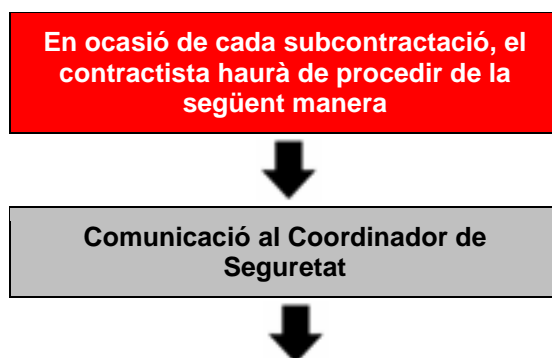 En ocasió de cada subcontractació, el
contractista haurà de procedir de la
següent manera
Comunicació al Coordinador de
Seguretat